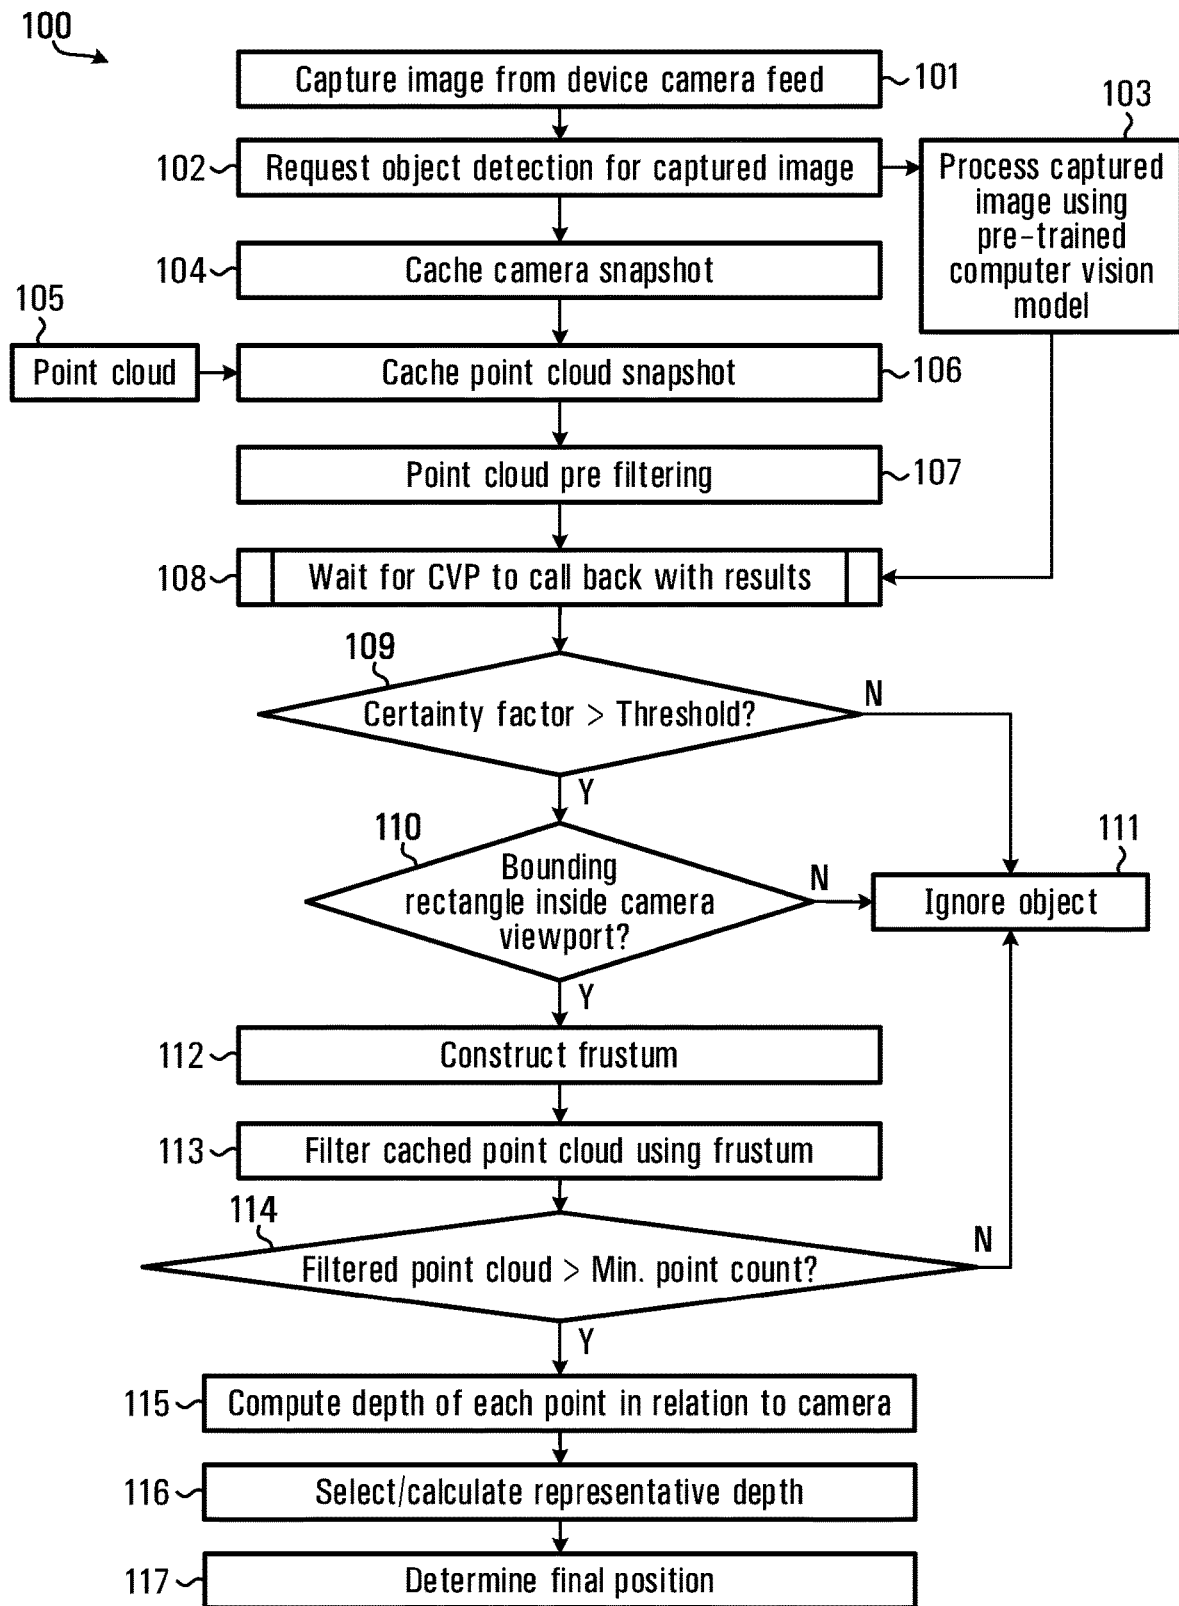 100
Capture image from device camera feed
101
103
102
Request object detection for captured image
Process captured
image using
pre-trained
computer vision
model
104
Cache camera snapshot
105
Point cloud
Cache point cloud snapshot
106
Point cloud pre filtering
107
108
Wait for CVP to call back with results
109
Certainty factor > Threshold?
N
Y
110
Bounding
rectangle inside camera
viewport?
N
111
Ignore object
Y
112
Construct frustum
113
Filter cached point cloud using frustum
114
Filtered point cloud > Min. point count?
N
Y
115
Compute depth of each point in relation to camera
116
Select/calculate representative depth
117
Determine final position